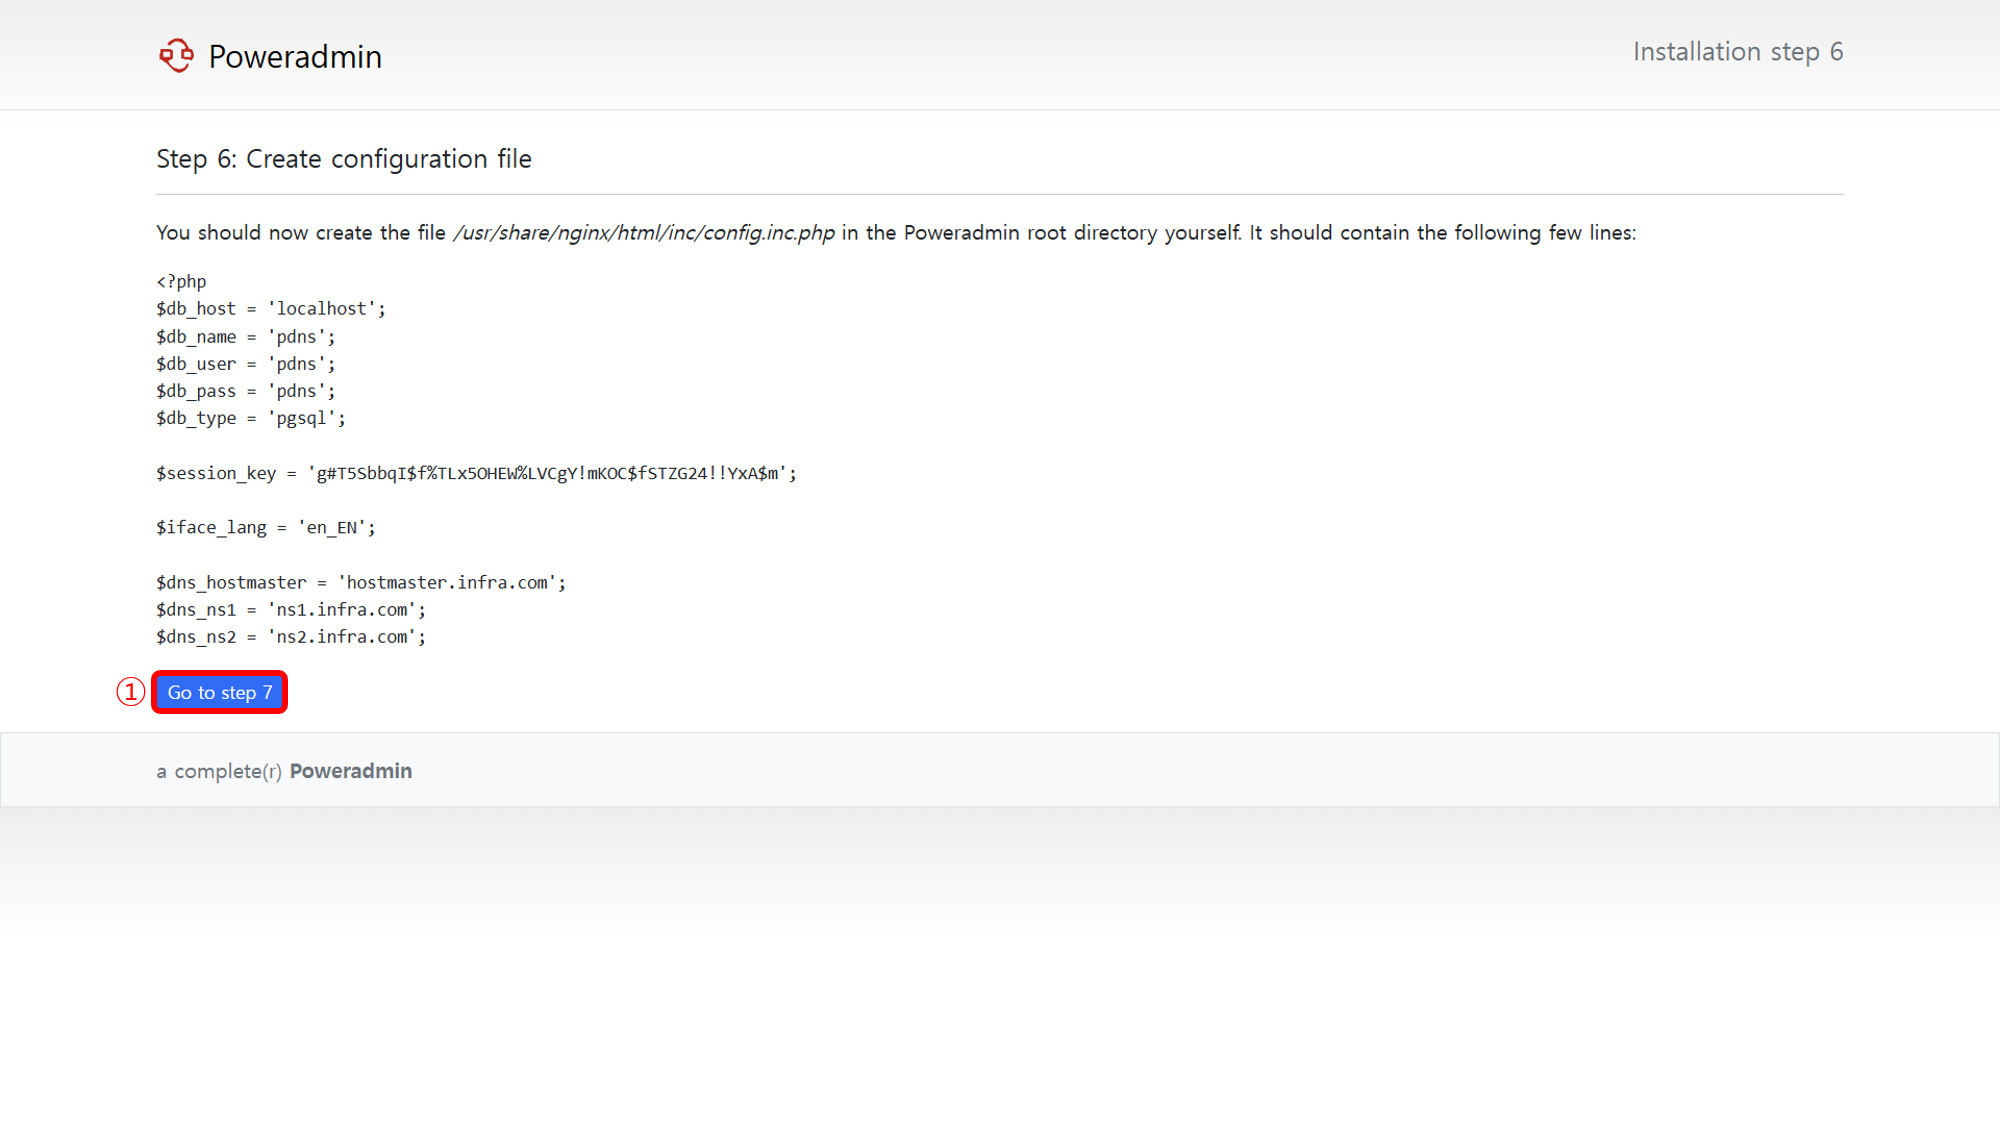 Poweradmin
Installation step 6
Step 6: Create configuration file
You should now create the file /usr/share/nginx/html/inc/config.inc.php in the Poweradmin root directory yourself. It should contain the following few lines:
<?php
$db_host = 'localhost';
$db_name = 'pdns';
$db_user = 'pdns';
$db_pass = 'pdns';
$db_type = 'pgsql';
$session_key = 'g#T5SbbqI$f%TLx5OHEW%LVCgY!mKOC$fSTZG24!!YxA$m';
$iface_lang = 'en_EN';
$dns_hostmaster = 'hostmaster.infra.com';
$dns_ns1 = 'ns1.infra.com';
$dns_ns2 = 'ns2.infra.com';
① Go to step 7
a complete(r) Poweradmin